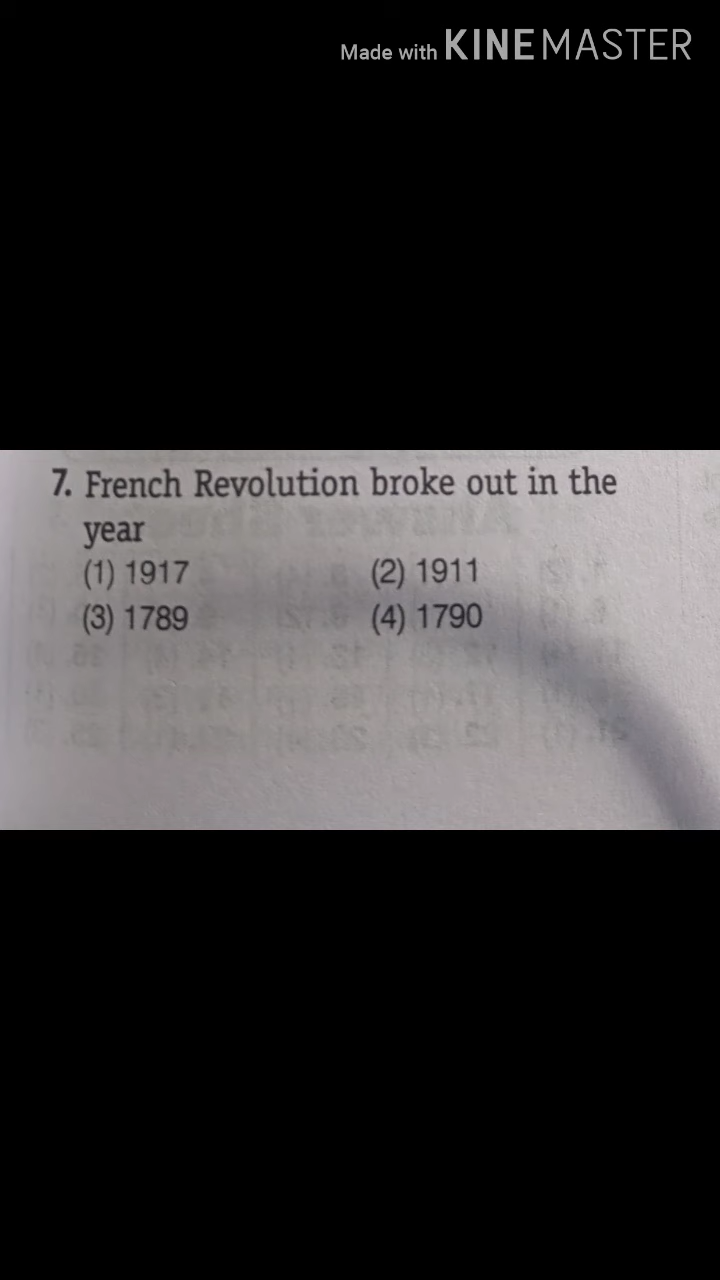 Made with KINEMASTER
7. French Revolution broke out in the
year
(1) 1917 (2) 1911
(3) 1789 (4) 1790